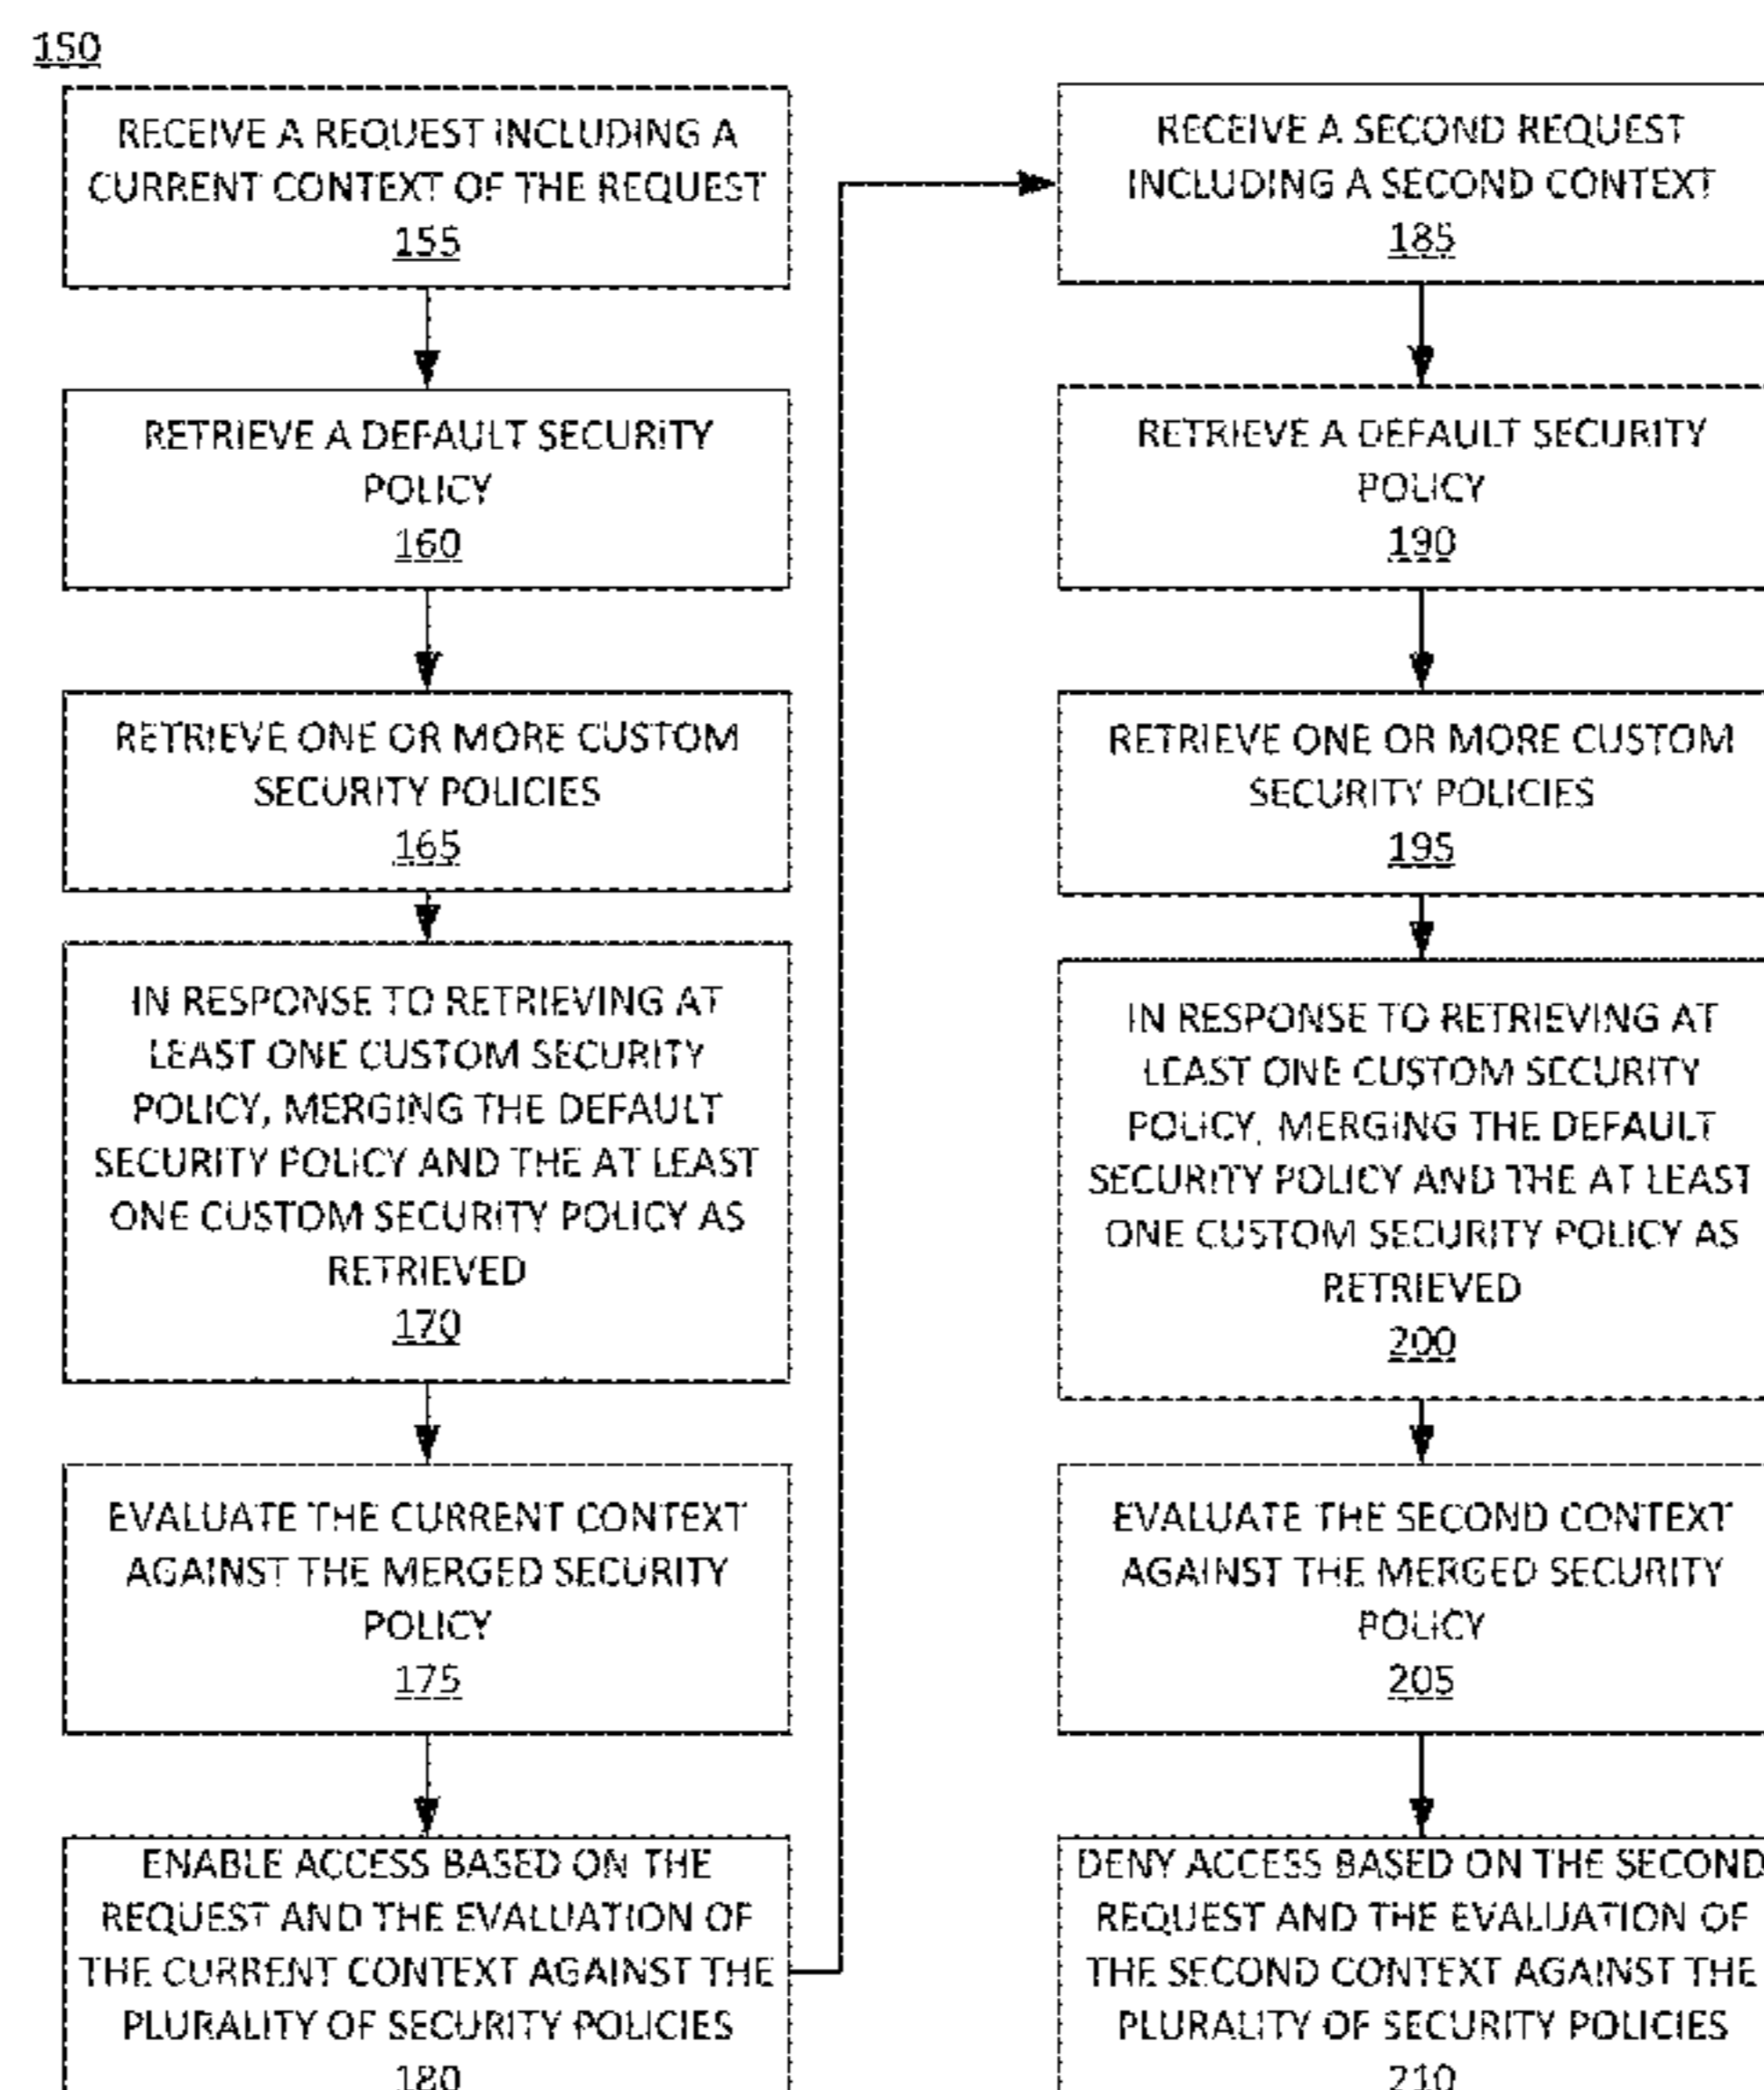 150
RECEIVE A REQUEST INCLUDING A
CURRENT CONTEXT OF THE REQUEST
155
RETRIEVE A DEFAULT SECURITY
POLICY
160
RETRIEVE ONE OR MORE CUSTOM
SECURITY POLICIES
165
IN RESPONSE TO RETRIEVING AT
LEAST ONE CUSTOM SECURITY
POLICY, MERGING THE DEFAULT
SECURITY POLICY AND THE AT LEAST
ONE CUSTOM SECURITY POLICY AS
RETRIEVED
170
EVALUATE THE CURRENT CONTEXT
AGAINST THE MERGED SECURITY
POLICY
175
ENABLE ACCESS BASED ON THE
REQUEST AND THE EVALUATION OF
THE CURRENT CONTEXT AGAINST THE
PLURALITY OF SECURITY POLICIES
180
RECEIVE A SECOND REQUEST
INCLUDING A SECOND CONTEXT
185
RETRIEVE A DEFAULT SECURITY
POLICY
190
RETRIEVE ONE OR MORE CUSTOM
SECURITY POLICIES
195
IN RESPONSE TO RETRIEVING AT
LEAST ONE CUSTOM SECURITY
POLICY, MERGING THE DEFAULT
SECURITY POLICY AND THE AT LEAST
ONE CUSTOM SECURITY POLICY AS
RETRIEVED
200
EVALUATE THE SECOND CONTEXT
AGAINST THE MERGED SECURITY
POLICY
205
DENY ACCESS BASED ON THE SECOND
REQUEST AND THE EVALUATION OF
THE SECOND CONTEXT AGAINST THE
PLURALITY OF SECURITY POLICIES
210